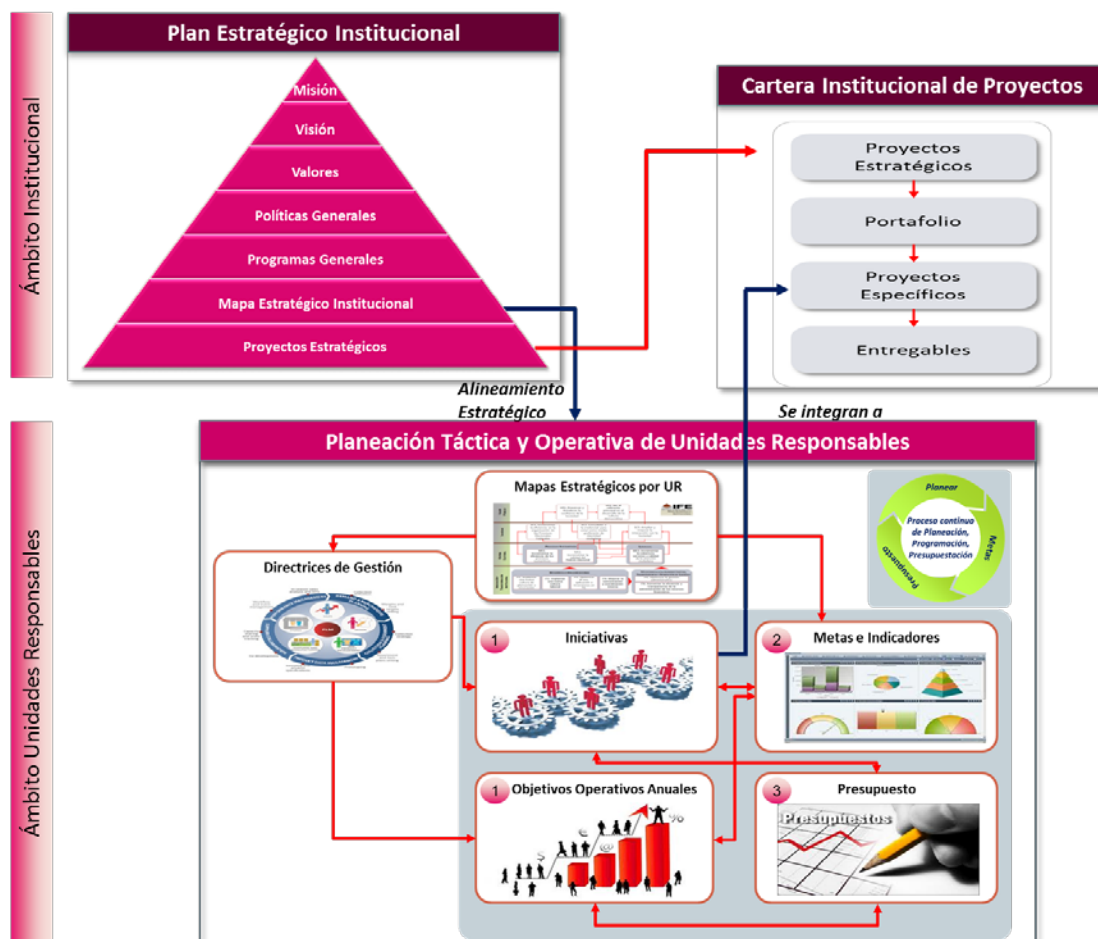 Ámbito Institucional
Plan Estratégico Institucional
Misión
Visión
Valores
Políticas Generales
Programas Generales
Mapa Estratégico Institucional
Proyectos Estratégicos
Cartera Institucional de Proyectos
Proyectos
Estratégicos
Portafolio
Proyectos
Específicos
Entregables
Alineamiento
Estratégico
Se integran a
Ámbito Unidades Responsables
Planeación Táctica y Operativa de Unidades Responsables
Mapas Estratégicos por UR
IFE
Planear
Metas
Presupuesto
Proceso continuo
de Planeación,
Programación,
Presupuestación
Directrices de Gestión
1
Iniciativas
2
Metas e Indicadores
1
Objetivos Operativos Anuales
$
€
@
%
3
Presupuesto
Presupuestos